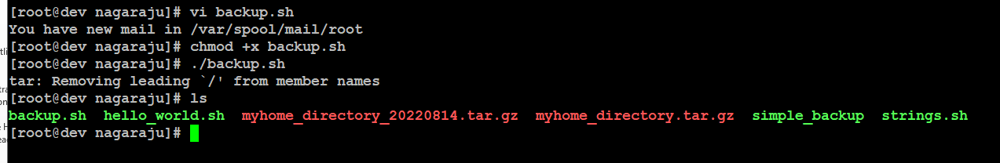 [root@dev nagaraju]# vi backup.sh
You have new mail in /var/spool/mail/root
[root@dev nagaraju]# chmod +x backup.sh
[root@dev nagaraju]# ./backup.sh
tar: Removing leading `/' from member names
[root@dev nagaraju]# ls
backup.sh  hello_world.sh  myhome_directory_20220814.tar.gz  myhome_directory.tar.gz  simple_backup  strings.sh
[root@dev nagaraju]#